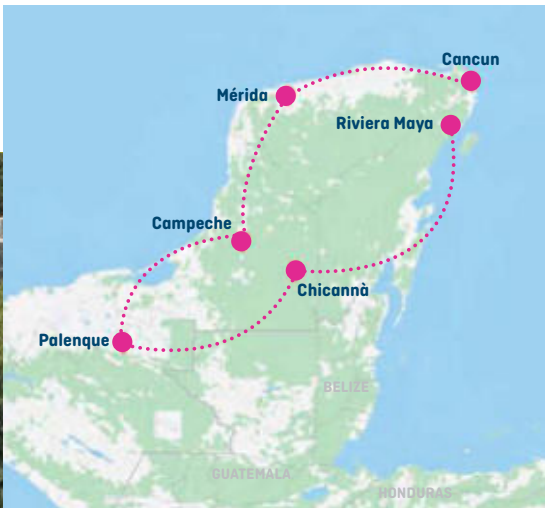 Cancun
Mérida
Riviera Maya
Campeche
Chicannà
Palenque
BELIZE
GUATEMALA
HONDURAS